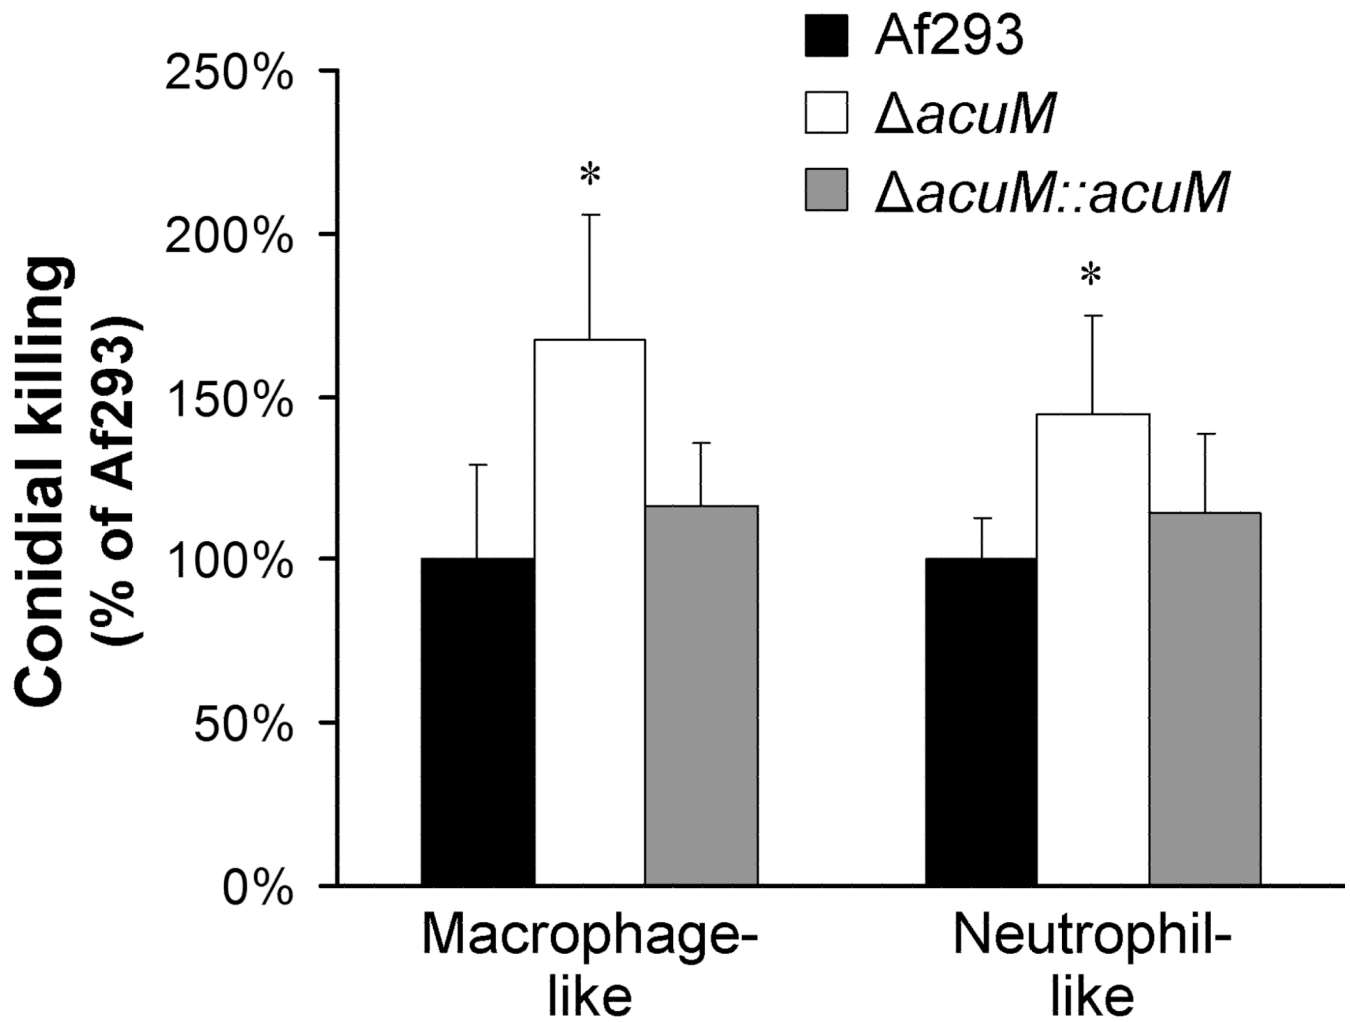 Af293
ΔacuM
ΔacuM::acuM
250%
200%
150%
100%
50%
0%
Conidial killing
(% of Af293)
*
*
Macrophage-
like
Neutrophil-
like